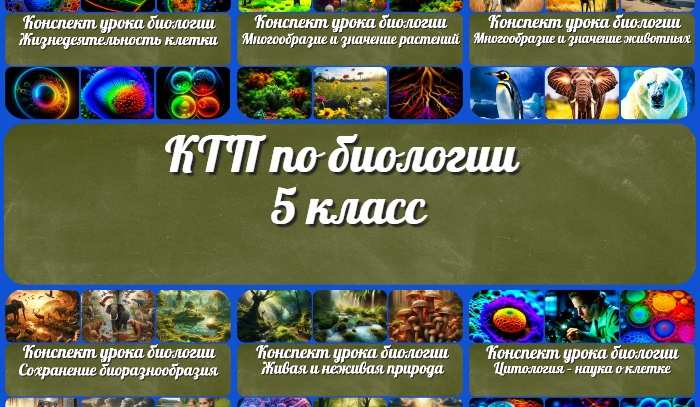 Конспект урока биологии
Жизнедеятельность клетки
Конспект урока биологии
Многообразие и значение растений
Конспект урока биологии
Многообразие и значение животных
КТП по биологии
5 класс
Конспект урока биологии
Сохранение биоразнообразия
Конспект урока биологии
Живая и неживая природа
Конспект урока биологии
Цитология - наука о клетке